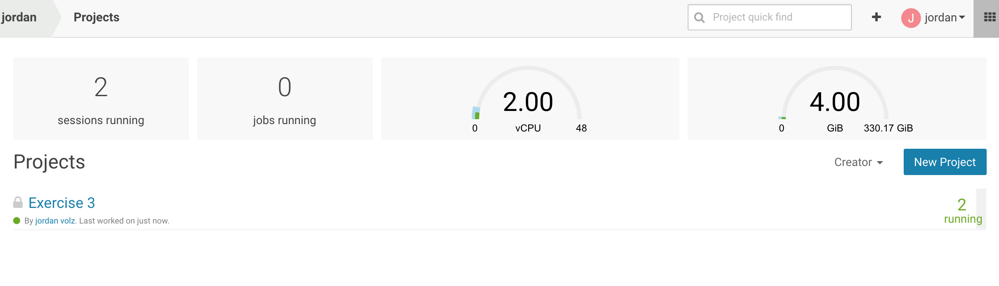 jordan
Projects
Project quick find
J
jordan
2
sessions running
0
jobs running
2.00
0 vCPU 48
4.00
0 GiB 330.17 GiB
Projects
Creator
New Project
Exercise 3
By jordan volz. Last worked on just now.
2
running